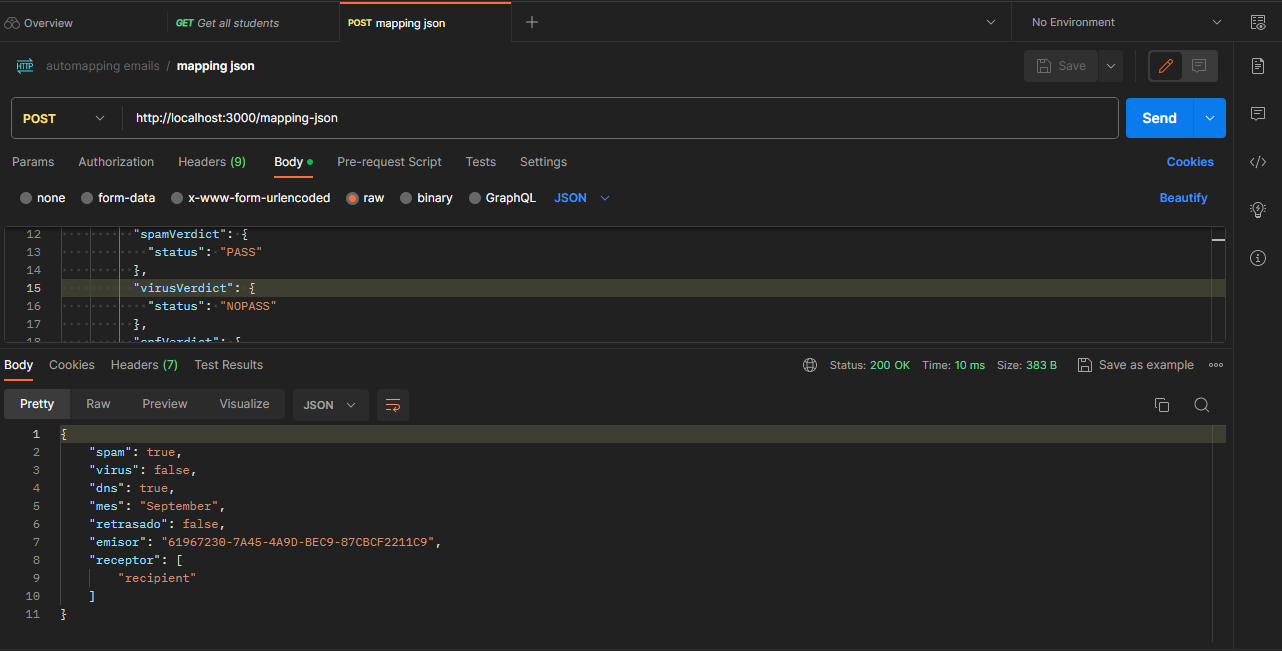 Overview GET Get all students POST mapping json No Environment
HTTP automapping emails / mapping json Save
POST http://localhost:3000/mapping-json Send
Params Authorization Headers (9) Body Pre-request Script Tests Settings Cookies
none form-data x-www-form-urlencoded raw binary GraphQL JSON Beautify
12 "spamVerdict": {
13 "status": "PASS"
14 },
15 "virusVerdict": {
16 "status": "NOPASS"
17 },
18 "spfVerdict": {
Body Cookies Headers (7) Test Results Status: 200 OK Time: 10 ms Size: 383 B Save as example
Pretty Raw Preview Visualize JSON
1 {
2 "spam": true,
3 "virus": false,
4 "dns": true,
5 "mes": "September",
6 "retrasado": false,
7 "emisor": "61967230-7A45-4A9D-BEC9-87CBCF2211C9",
8 "receptor": [
9 "recipient"
10 ]
11 }